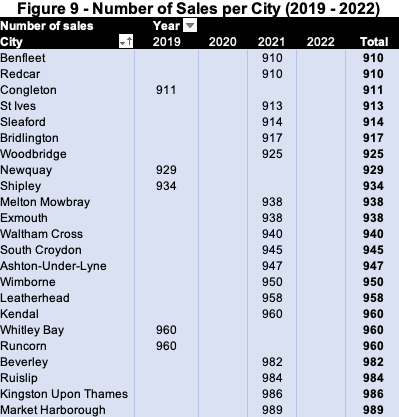 Figure 9 - Number of Sales per City (2019 - 2022)
Number of sales Year
City 2019 2020 2021 2022 Total
Benfleet 910 910
Redcar 910 910
Congleton 911 911
St Ives 913 913
Sleaford 914 914
Bridlington 917 917
Woodbridge 925 925
Newquay 929 929
Shipley 934 934
Melton Mowbray 938 938
Exmouth 938 938
Waltham Cross 940 940
South Croydon 945 945
Ashton-Under-Lyne 947 947
Wimborne 950 950
Leatherhead 958 958
Kendal 960 960
Whitley Bay 960 960
Runcorn 960 960
Beverley 982 982
Ruislip 984 984
Kingston Upon Thames 986 986
Market Harborough 989 989